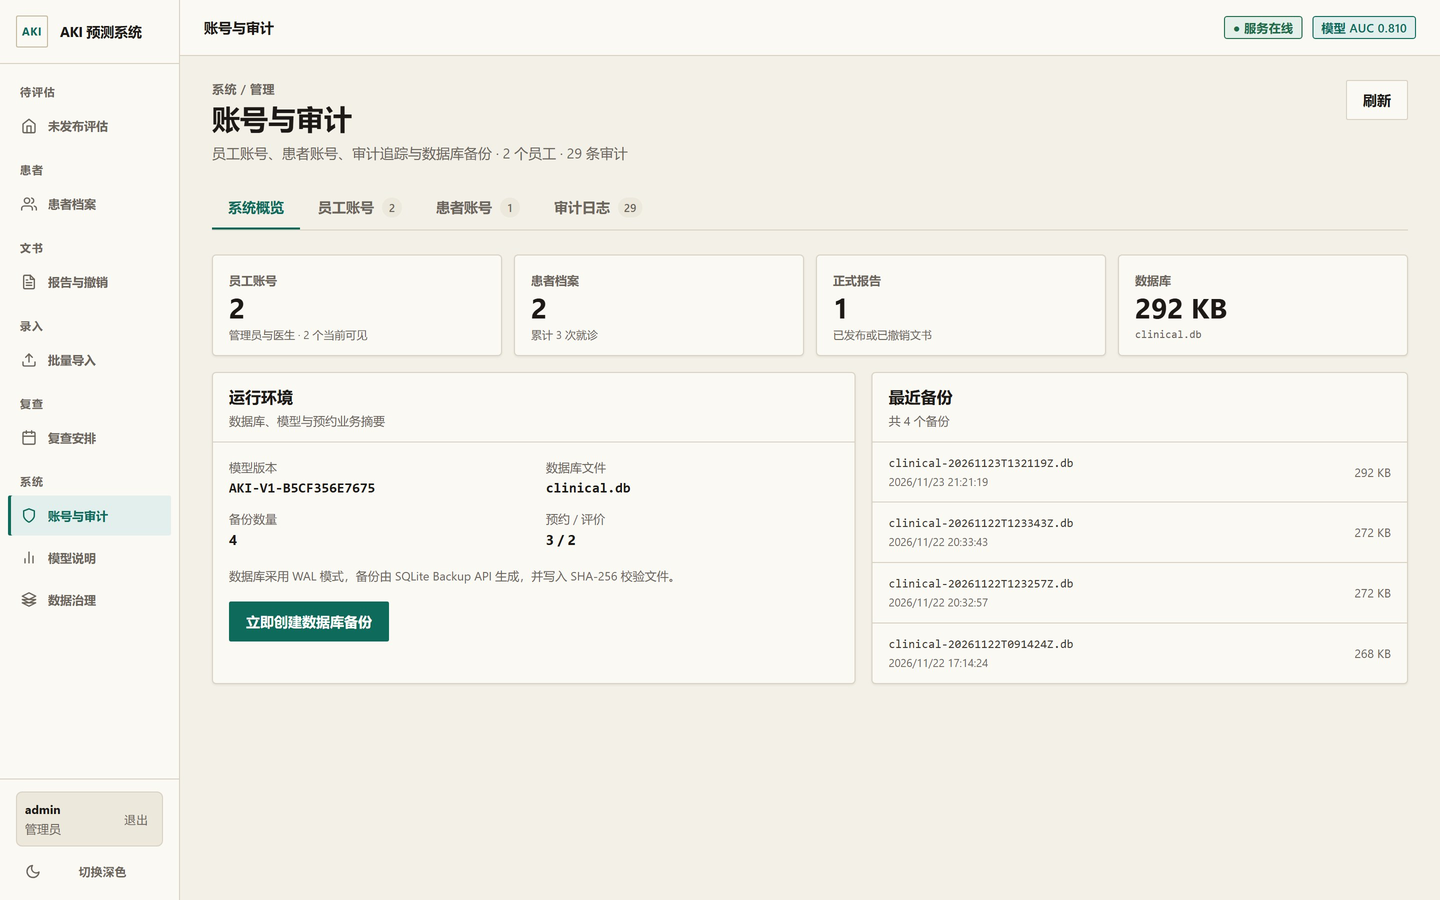 AKI
AKI 预测系统
待评估
未发布评估
患者
患者档案
文书
报告与撤销
录入
批量导入
复查
复查安排
系统
账号与审计
模型说明
数据治理
admin
管理员
退出
切换深色
账号与审计
● 服务在线
模型 AUC 0.810
系统 / 管理
账号与审计
员工账号、患者账号、审计追踪与数据库备份 · 2 个员工 · 29 条审计
刷新
系统概览
员工账号 2
患者账号 1
审计日志 29
员工账号
2
管理员与医生 · 2 个当前可见
患者档案
2
累计 3 次就诊
正式报告
1
已发布或已撤销文书
数据库
292 KB
clinical.db
运行环境
数据库、模型与预约业务摘要
模型版本
AKI-V1-B5CF356E7675
数据库文件
clinical.db
备份数量
4
预约 / 评价
3 / 2
数据库采用 WAL 模式，备份由 SQLite Backup API 生成，并写入 SHA-256 校验文件。
立即创建数据库备份
最近备份
共 4 个备份
clinical-20261123T132119Z.db
2026/11/23 21:21:19
292 KB
clinical-20261122T123343Z.db
2026/11/22 20:33:43
272 KB
clinical-20261122T123257Z.db
2026/11/22 20:32:57
272 KB
clinical-20261122T091424Z.db
2026/11/22 17:14:24
268 KB